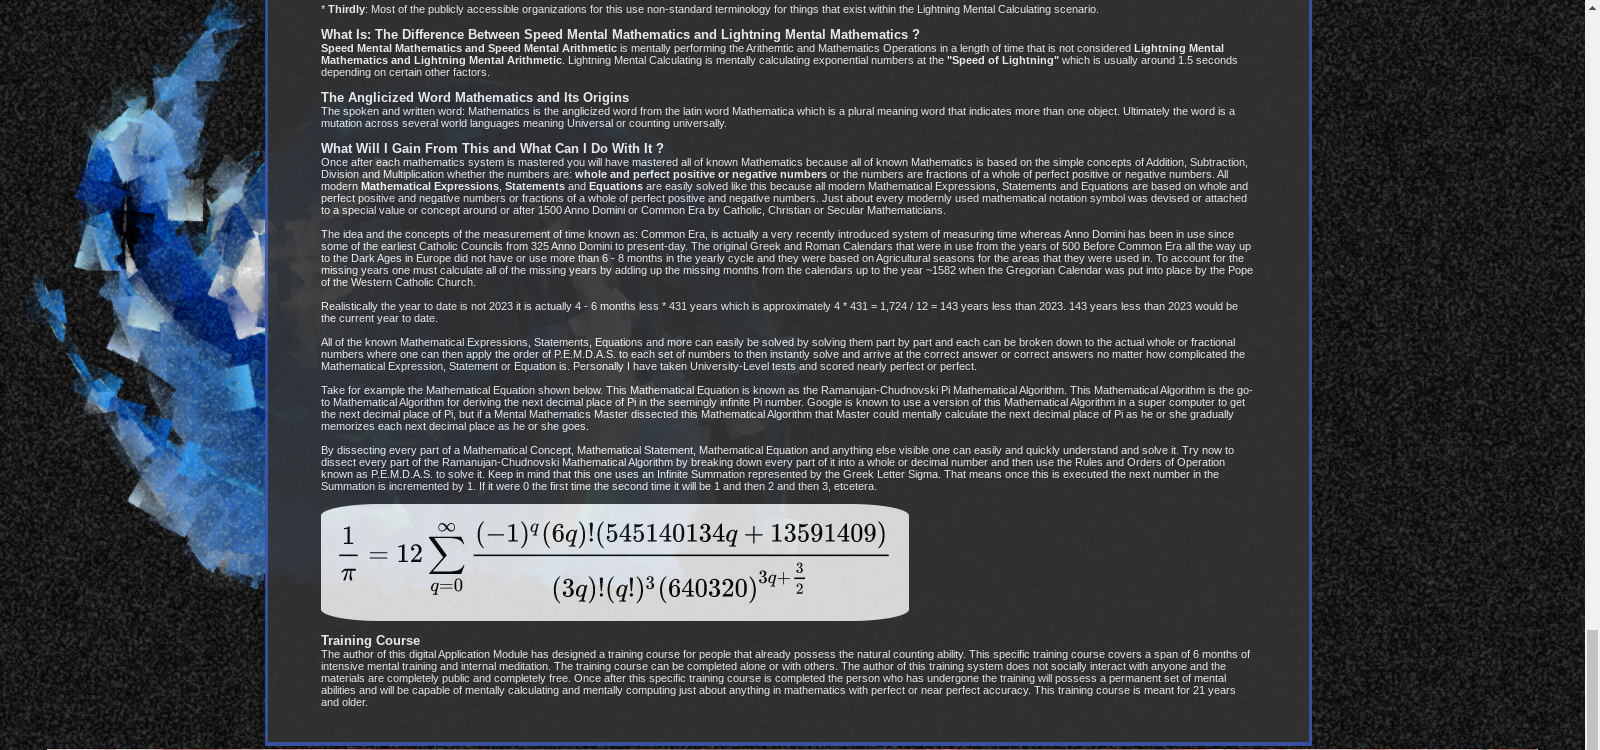 * Thirdly: Most of the publicly accessible organizations for this use non-standard terminology for things that exist within the Lightning Mental Calculating scenario.
What Is: The Difference Between Speed Mental Mathematics and Lightning Mental Mathematics ?
Speed Mental Mathematics and Speed Mental Arithmetic is mentally performing the Arithemtic and Mathematics Operations in a length of time that is not considered Lightning Mental
Mathematics and Lightning Mental Arithmetic. Lightning Mental Calculating is mentally calculating exponential numbers at the "Speed of Lightning" which is usually around 1.5 seconds
depending on certain other factors.
The Anglicized Word Mathematics and Its Origins
The spoken and written word: Mathematics is the anglicized word from the latin word Mathematica which is a plural meaning word that indicates more than one object. Ultimately the word is a
mutation across several world languages meaning Universal or counting universally.
What Will I Gain From This and What Can I Do With It ?
Once after each mathematics system is mastered you will have mastered all of known Mathematics because all of known Mathematics is based on the simple concepts of Addition, Subtraction,
Division and Multiplication whether the numbers are: whole and perfect positive or negative numbers or the numbers are fractions of a whole of perfect positive or negative numbers. All
modern Mathematical Expressions, Statements and Equations are easily solved like this because all modern Mathematical Expressions, Statements and Equations are based on whole and
perfect positive and negative numbers or fractions of a whole of perfect positive and negative numbers. Just about every modernly used mathematical notation symbol was devised or attached
to a special value or concept around or after 1500 Anno Domini or Common Era by Catholic, Christian or Secular Mathematicians.
The idea and the concepts of the measurement of time known as: Common Era, is actually a very recently introduced system of measuring time whereas Anno Domini has been in use since
some of the earliest Catholic Councils from 325 Anno Domini to present-day. The original Greek and Roman Calendars that were in use from the years of 500 Before Common Era all the way up
to the Dark Ages in Europe did not have or use more than 6 - 8 months in the yearly cycle and they were based on Agricultural seasons for the areas that they were used in. To account for the
missing years one must calculate all of the missing years by adding up the missing months from the calendars up to the year ~1582 when the Gregorian Calendar was put into place by the Pope
of the Western Catholic Church.
Realistically the year to date is not 2023 it is actually 4 - 6 months less * 431 years which is approximately 4 * 431 = 1,724 / 12 = 143 years less than 2023. 143 years less than 2023 would be
the current year to date.
All of the known Mathematical Expressions, Statements, Equations and more can easily be solved by solving them part by part and each can be broken down to the actual whole or fractional
numbers where one can then apply the order of P.E.M.D.A.S. to each set of numbers to then instantly solve and arrive at the correct answer or correct answers no matter how complicated the
Mathematical Expression, Statement or Equation is. Personally I have taken University-Level tests and scored nearly perfect or perfect.
Take for example the Mathematical Equation shown below. This Mathematical Equation is known as the Ramanujan-Chudnovski Pi Mathematical Algorithm. This Mathematical Algorithm is the go-
to Mathematical Algorithm for deriving the next decimal place of Pi in the seemingly infinite Pi number. Google is known to use a version of this Mathematical Algorithm in a super computer to get
the next decimal place of Pi, but if a Mental Mathematics Master dissected this Mathematical Algorithm that Master could mentally calculate the next decimal place of Pi as he or she gradually
memorizes each next decimal place as he or she goes.
By dissecting every part of a Mathematical Concept, Mathematical Statement, Mathematical Equation and anything else visible one can easily and quickly understand and solve it. Try now to
dissect every part of the Ramanujan-Chudnovski Mathematical Algorithm by breaking down every part of it into a whole or decimal number and then use the Rules and Orders of Operation
known as P.E.M.D.A.S. to solve it. Keep in mind that this one uses an Infinite Summation represented by the Greek Letter Sigma. That means once this is executed the next number in the
Summation is incremented by 1. If it were 0 the first time the second time it will be 1 and then 2 and then 3, etcetera.
1/π = 12 ∑_{q=0}^{∞} (−1)^q (6q)!(545140134q + 13591409) / (3q)!(q!)^3 (640320)^{3q+3/2}
Training Course
The author of this digital Application Module has designed a training course for people that already possess the natural counting ability. This specific training course covers a span of 6 months of
intensive mental training and internal meditation. The training course can be completed alone or with others. The author of this training system does not socially interact with anyone and the
materials are completely public and completely free. Once after this specific training course is completed the person who has undergone the training will possess a permanent set of mental
abilities and will be capable of mentally calculating and mentally computing just about anything in mathematics with perfect or near perfect accuracy. This training course is meant for 21 years
and older.